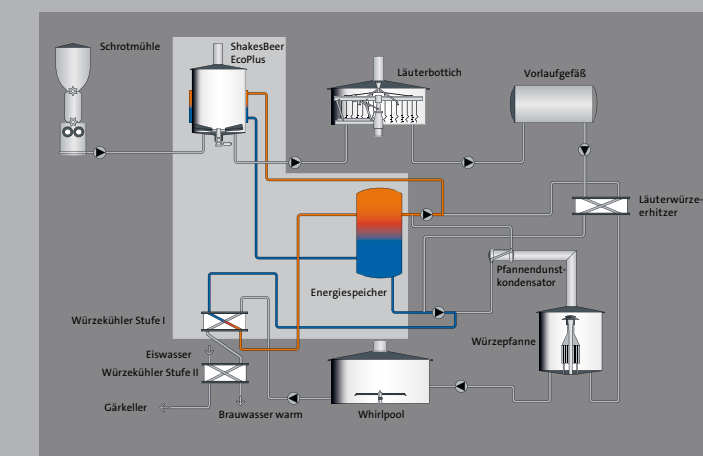 Schrotmühle
ShakesBeer
EcoPlus
Läuterbottich
Vorlaufgefäß
Läuterwürze-
erhitzer
Pfannendunst-
kondensator
Energiespeicher
Würzekühler Stufe I
Würzepfanne
Eiswasser
Würzekühler Stufe II
Gärkeller
Brauwasser warm
Whirlpool